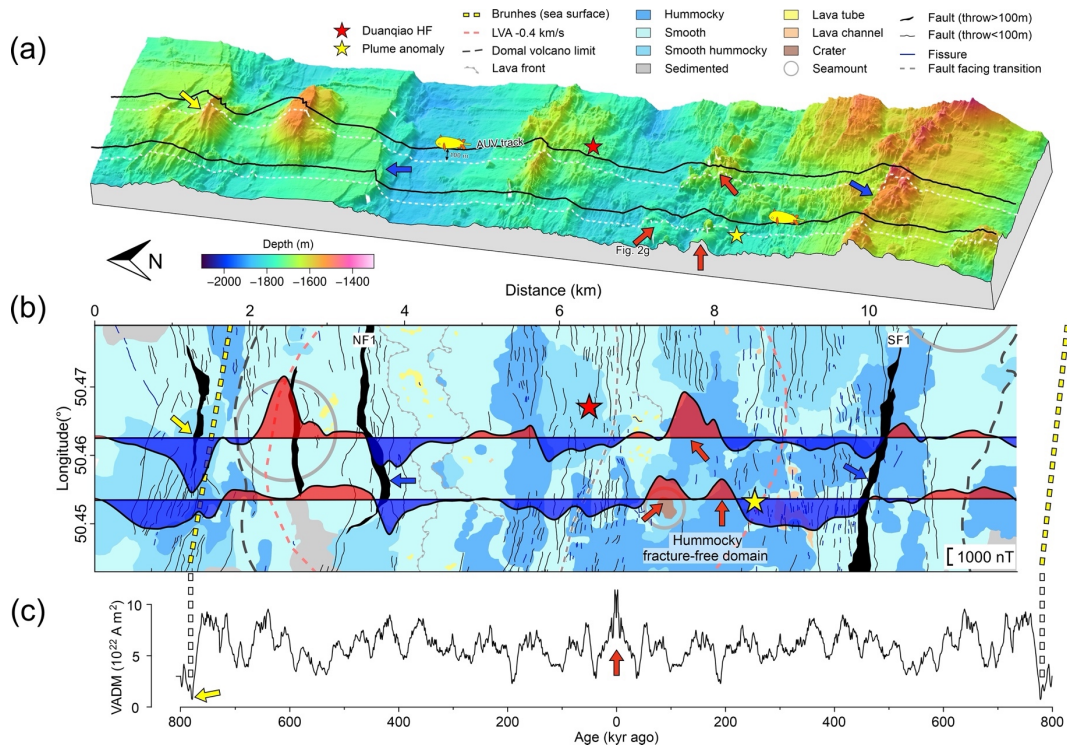 (a)
Duanqiao HF
Plume anomaly
Brunhes (sea surface)
LVA -0.4 km/s
Domal volcano limit
Lava front
Hummocky
Smooth
Smooth hummocky
Sedimented
Lava tube
Lava channel
Crater
Seamount
Fault (throw>100m)
Fault (throw<100m)
Fissure
Fault facing transition
AUV track
Fig. 2g
N
Depth (m)
−2000 −1800 −1600 −1400
Distance (km)
(b)
0 2 4 6 8 10
NF1
SF1
Longitude(°)
50.47
50.46
50.45
Hummocky
fracture-free domain
1000 nT
(c)
VADM (10²² A m²)
10
5
0
800 600 400 200 0 200 400 600 800
Age (kyr ago)